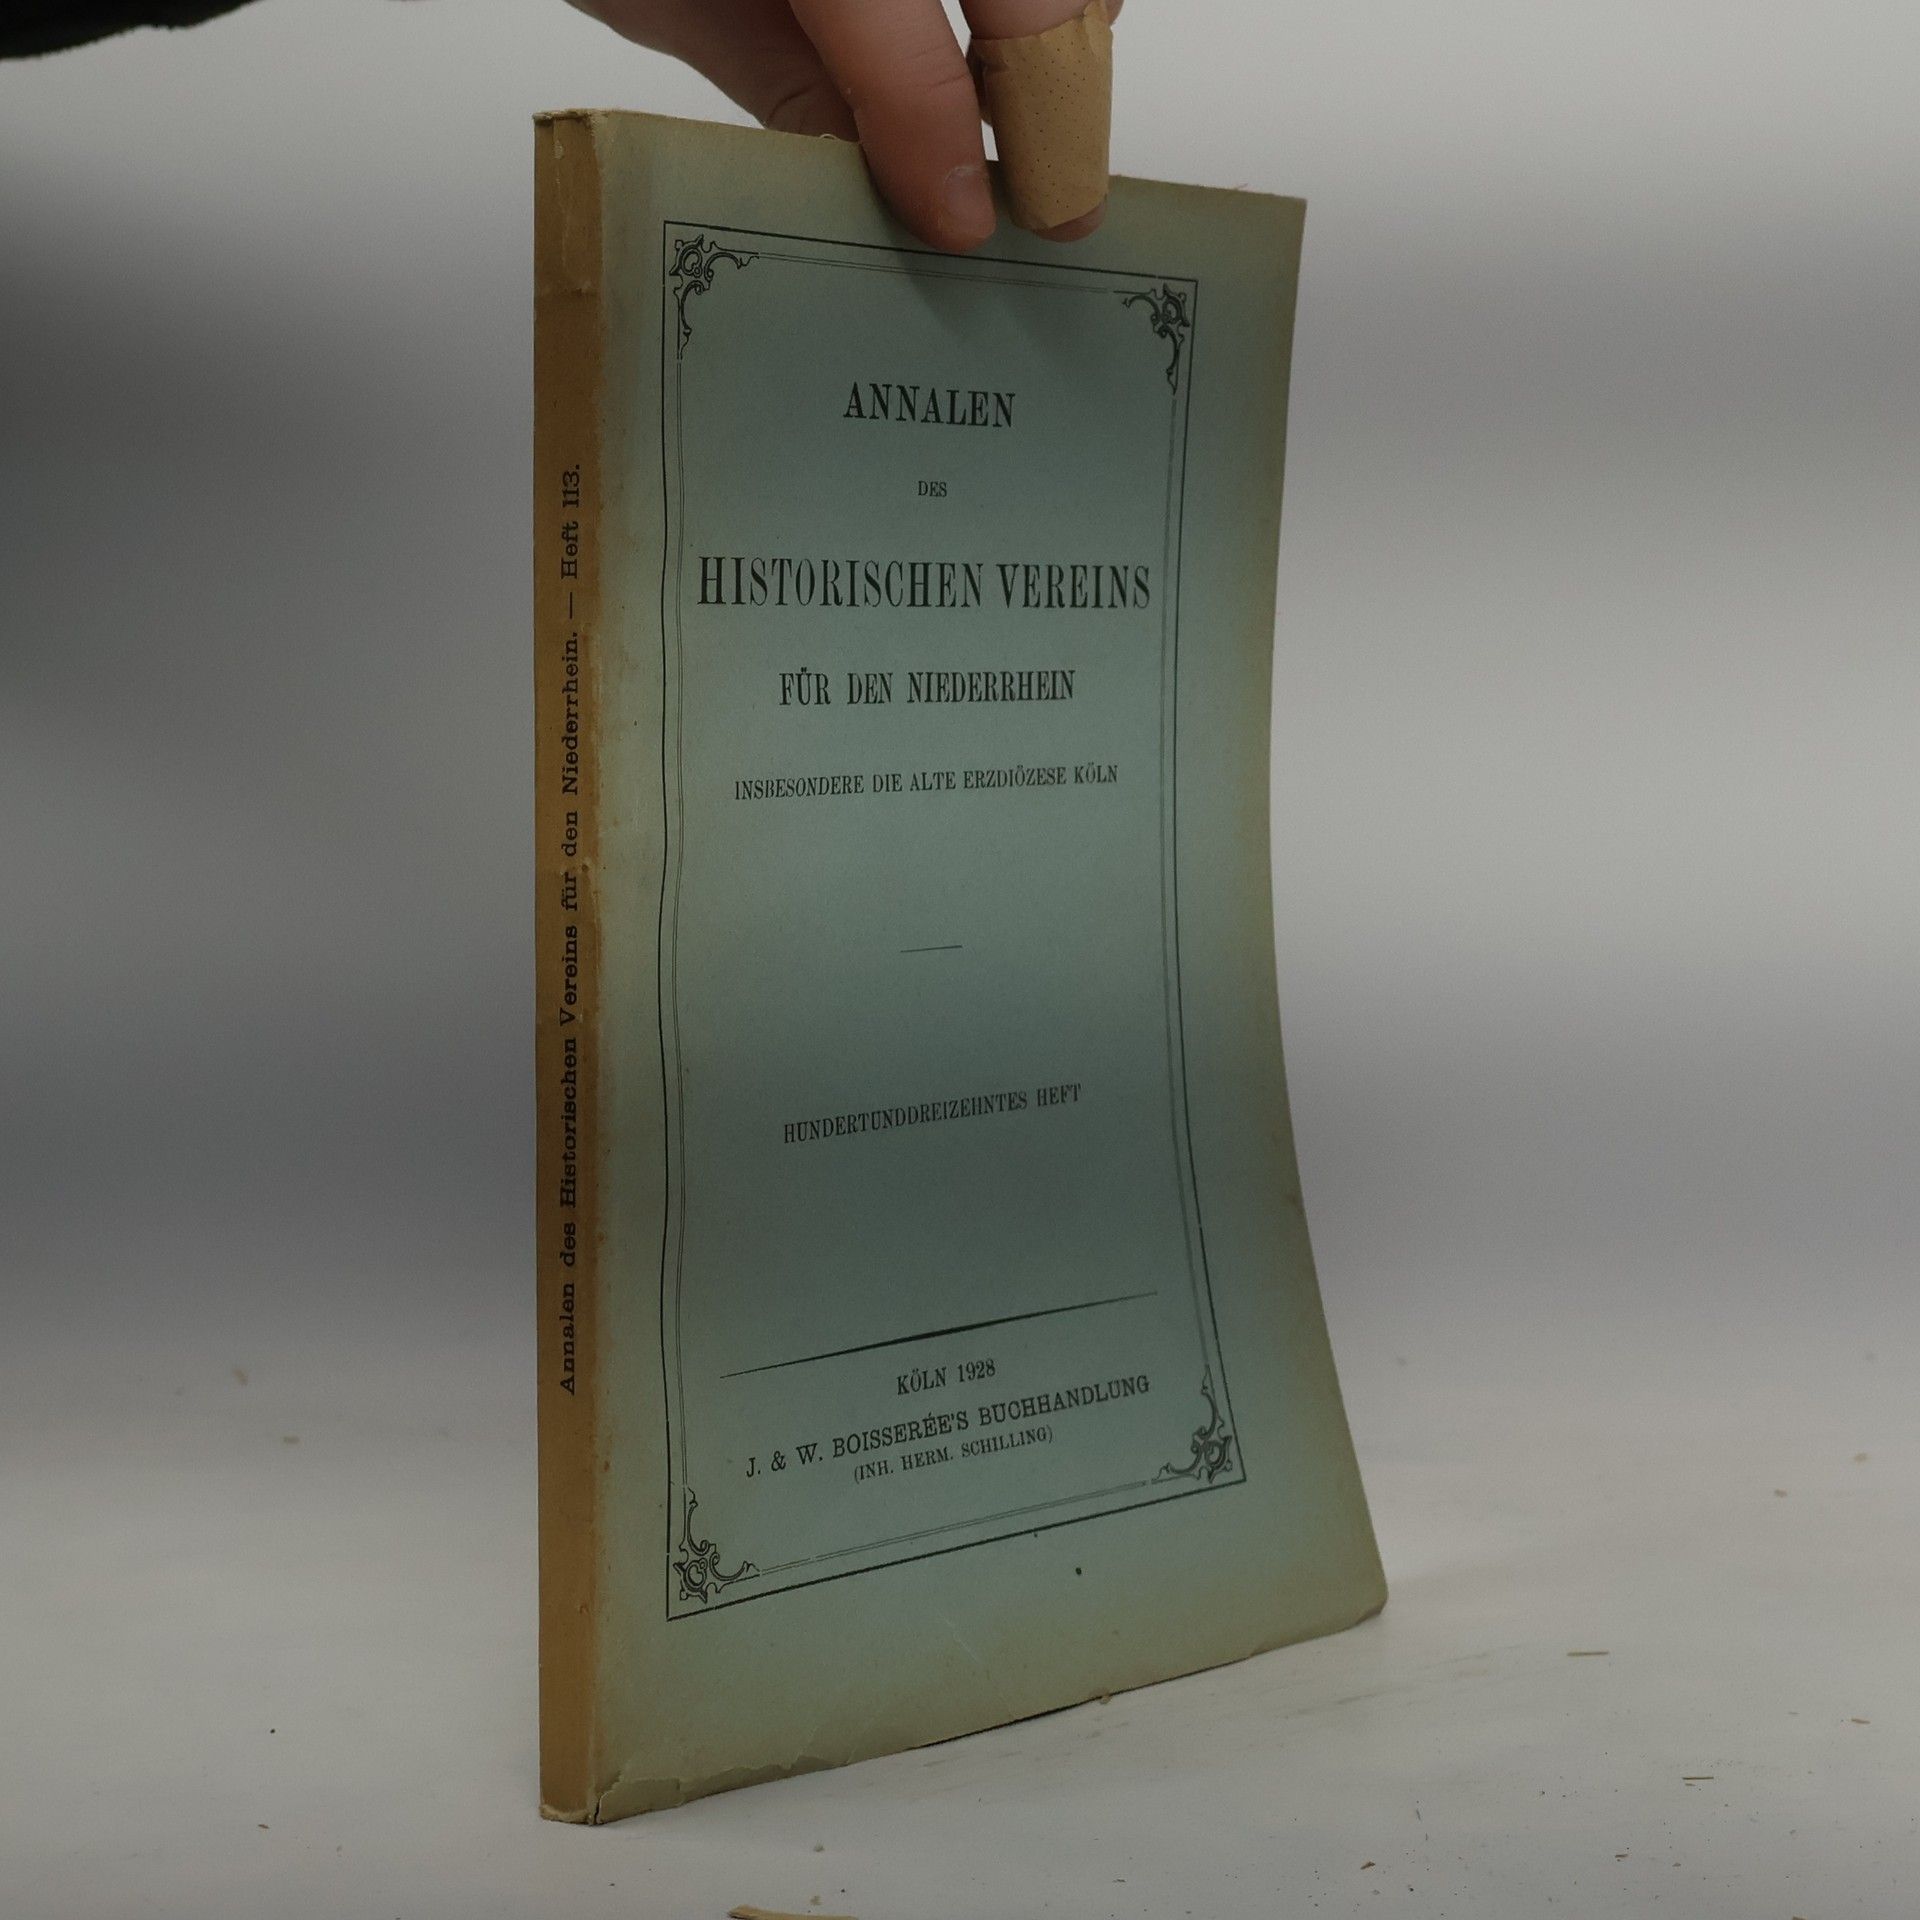 Annalen des Historischen Vereins für den Niederrhein. — Heft 113.
ANNALEN
DES
HISTORISCHEN VEREINS
FÜR DEN NIEDERRHEIN
INSBESONDERE DIE ALTE ERZDIÖZESE KÖLN
HUNDERTUNDDREIZEHNTES HEFT
KÖLN 1928
J. & W. BOISSERÉE'S BUCHHANDLUNG
(INH. HERM. SCHILLING)